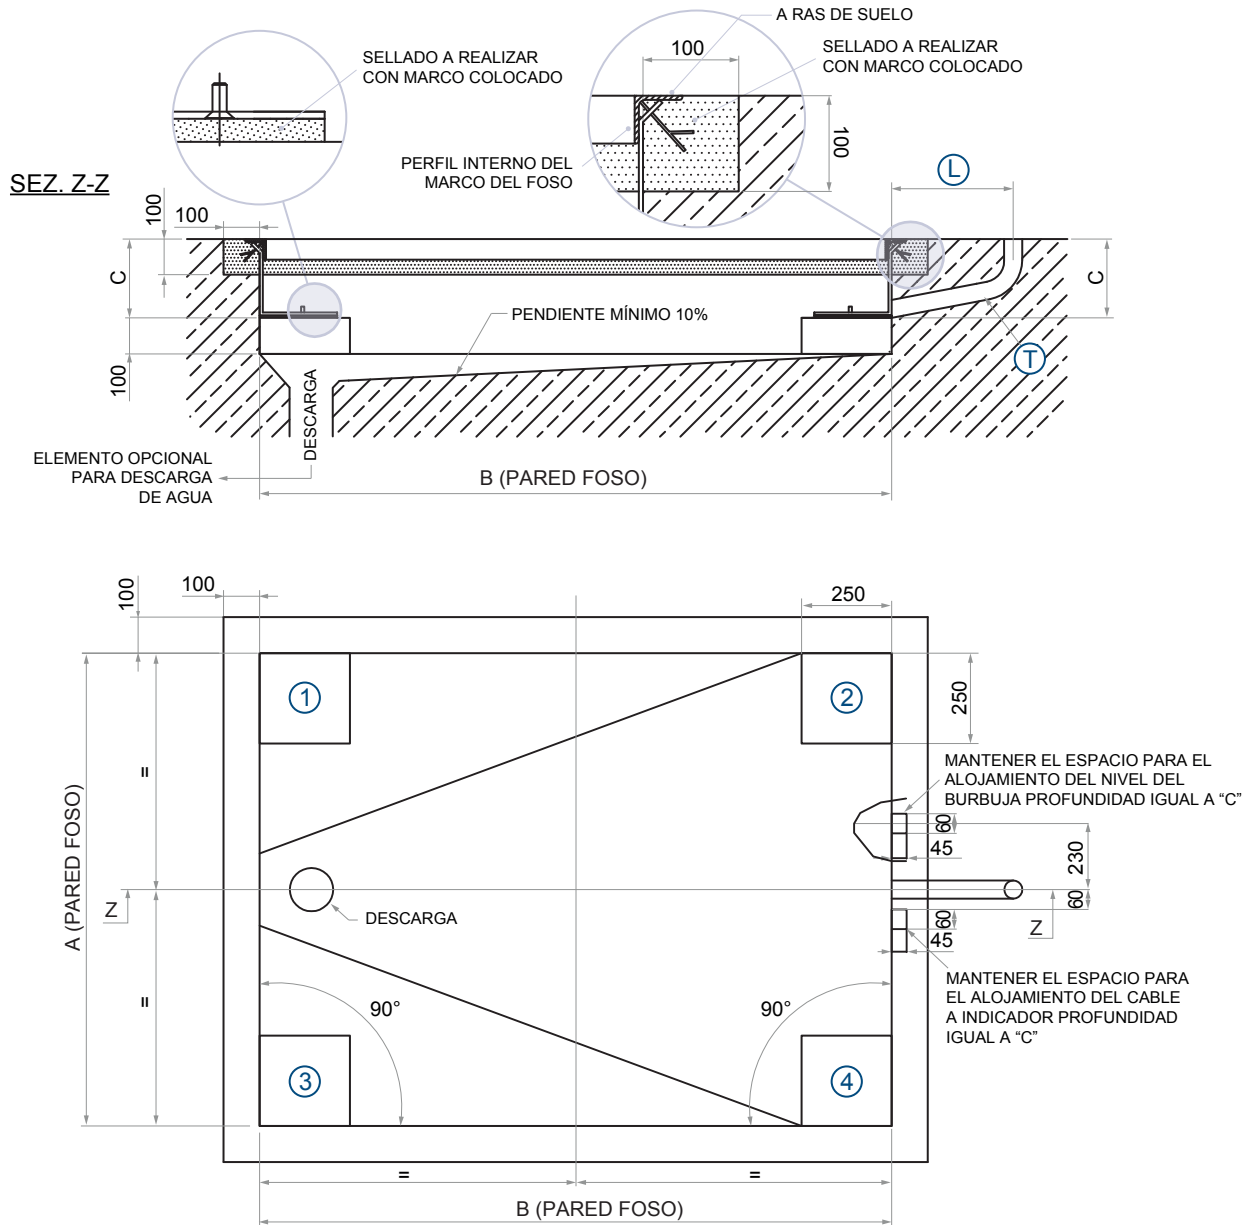 A RAS DE SUELO
SELLADO A REALIZAR
CON MARCO COLOCADO
100
SELLADO A REALIZAR
CON MARCO COLOCADO
100
PERFIL INTERNO DEL
MARCO DEL FOSO
SEZ. Z-Z
L
100
100
C
C
PENDIENTE MÍNIMO 10%
T
100
DESCARGA
ELEMENTO OPCIONAL
PARA DESCARGA
DE AGUA
B (PARED FOSO)
100
100
250
1
2
250
=
MANTENER EL ESPACIO PARA EL
ALOJAMIENTO DEL NIVEL DEL
BURBUJA PROFUNDIDAD IGUAL A “C”
60
45
230
A (PARED FOSO)
Z
DESCARGA
60
60
Z
45
=
MANTENER EL ESPACIO PARA
EL ALOJAMIENTO DEL CABLE
A INDICADOR PROFUNDIDAD
IGUAL A “C”
90°
90°
3
4
=
=
B (PARED FOSO)